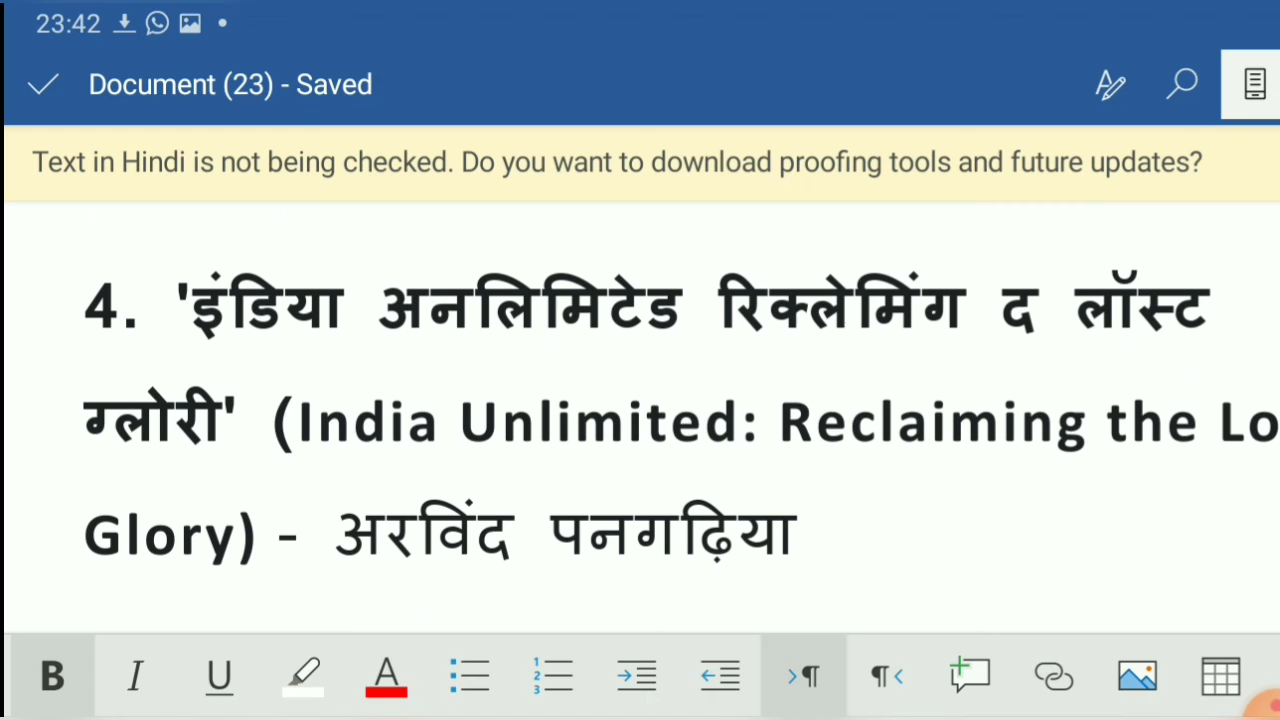 23:42
Document (23) - Saved
Text in Hindi is not being checked. Do you want to download proofing tools and future updates?
4. 'इंडिया अनलिमिटेड रिक्लेमिंग द लॉस्ट
ग्लोरी' (India Unlimited: Reclaiming the Lo
Glory) - अरविंद पनगढ़िया
B I U A